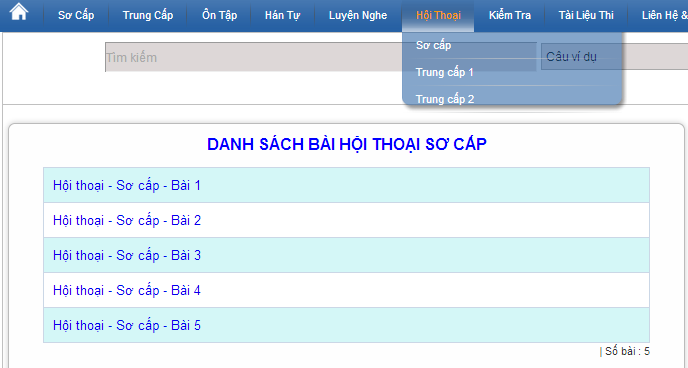 Sơ Cấp Trung Cấp Ôn Tập Hán Tự Luyện Nghe Hội Thoại Kiểm Tra Tài Liệu Thi Liên Hệ &
Sơ cấp
Tìm kiếm Câu ví dụ
Trung cấp 1
Trung cấp 2
DANH SÁCH BÀI HỘI THOẠI SƠ CẤP
Hội thoại - Sơ cấp - Bài 1
Hội thoại - Sơ cấp - Bài 2
Hội thoại - Sơ cấp - Bài 3
Hội thoại - Sơ cấp - Bài 4
Hội thoại - Sơ cấp - Bài 5
| Số bài : 5